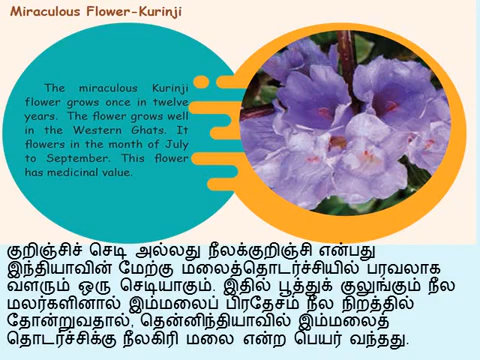 Miraculous Flower-Kurinji
The miraculous Kurinji
flower grows once in twelve
years. The flower grows well
in the Western Ghats. It
flowers in the month of July
to September. This flower
has medicinal value.
குறிஞ்சிச் செடி அல்லது நீலக்குறிஞ்சி என்பது
இந்தியாவின் மேற்கு மலைத்தொடர்ச்சியில் பரவலாக
வளரும் ஒரு செடியாகும். இதில் பூத்துக் குலுங்கும் நீல
மலர்களினால் இம்மலைப் பிரதேசம் நீல நிறத்தில்
தோன்றுவதால், தென்னிந்தியாவில் இம்மலைத்
தொடர்ச்சிக்கு நீலகிரி மலை என்ற பெயர் வந்தது.